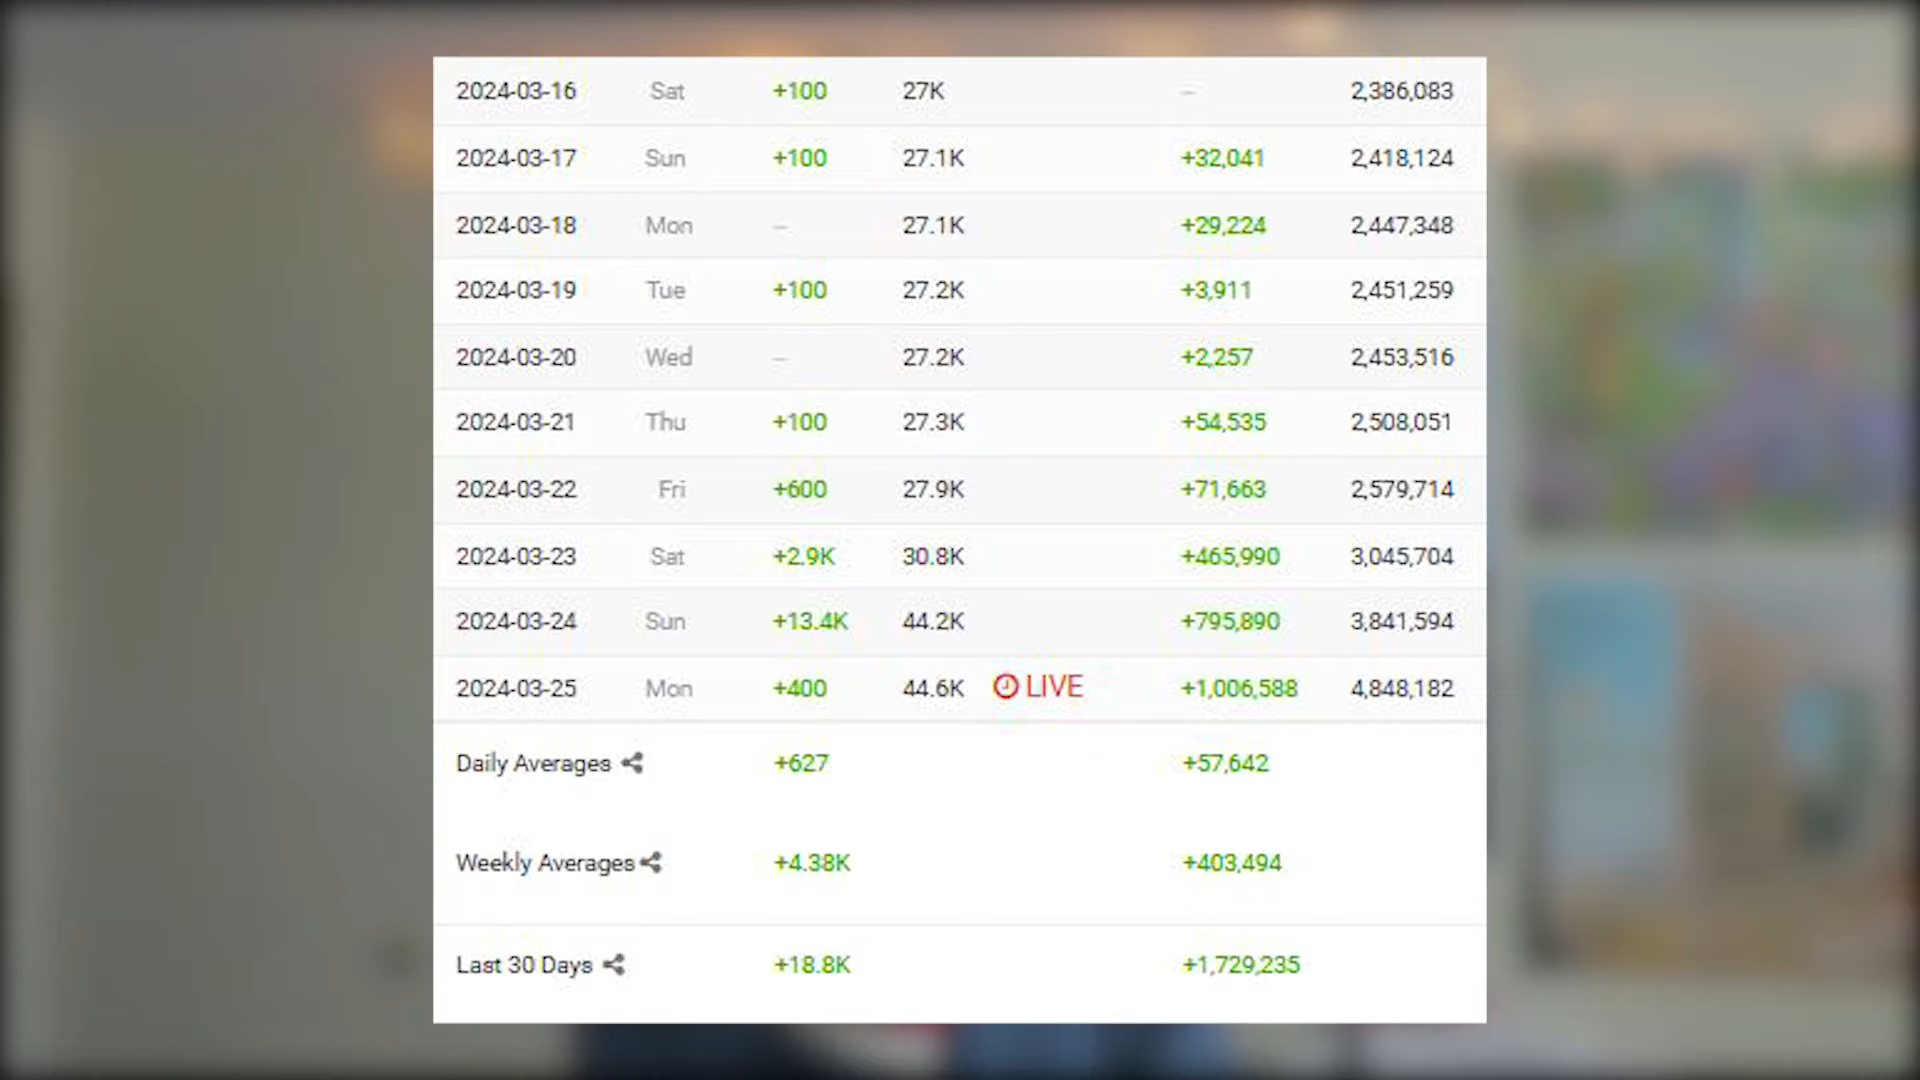 2024-03-16 Sat +100 27K -- 2,386,083
2024-03-17 Sun +100 27.1K +32,041 2,418,124
2024-03-18 Mon -- 27.1K +29,224 2,447,348
2024-03-19 Tue +100 27.2K +3,911 2,451,259
2024-03-20 Wed -- 27.2K +2,257 2,453,516
2024-03-21 Thu +100 27.3K +54,535 2,508,051
2024-03-22 Fri +600 27.9K +71,663 2,579,714
2024-03-23 Sat +2.9K 30.8K +465,990 3,045,704
2024-03-24 Sun +13.4K 44.2K +795,890 3,841,594
2024-03-25 Mon +400 44.6K LIVE +1,006,588 4,848,182
Daily Averages +627 +57,642
Weekly Averages +4.38K +403,494
Last 30 Days +18.8K +1,729,235